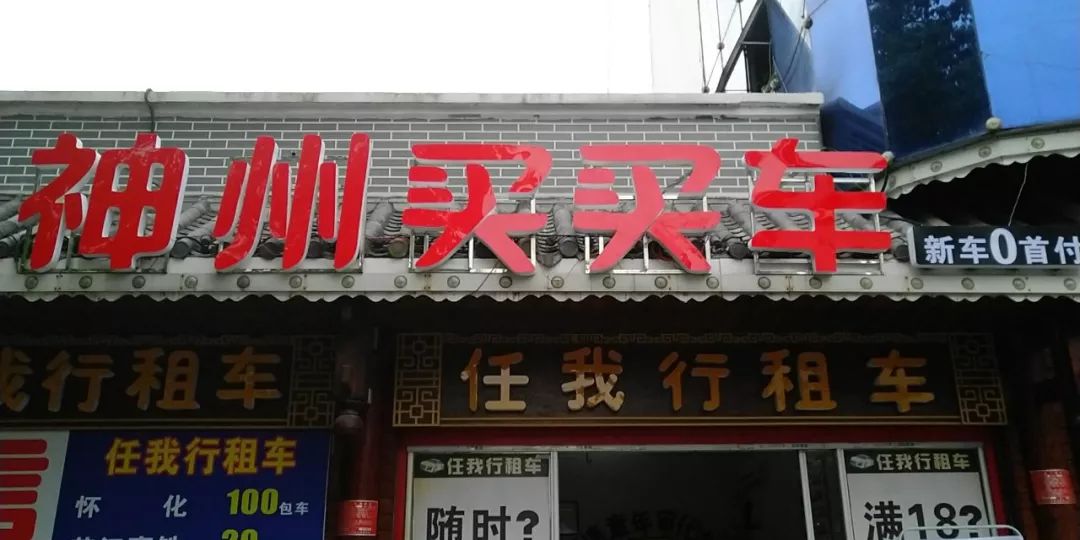 神州买买车
新车0首付
我行租车
任我行租车
任我行租车
怀化 100包车
任我行租车
随时?
任我行租车
满18?